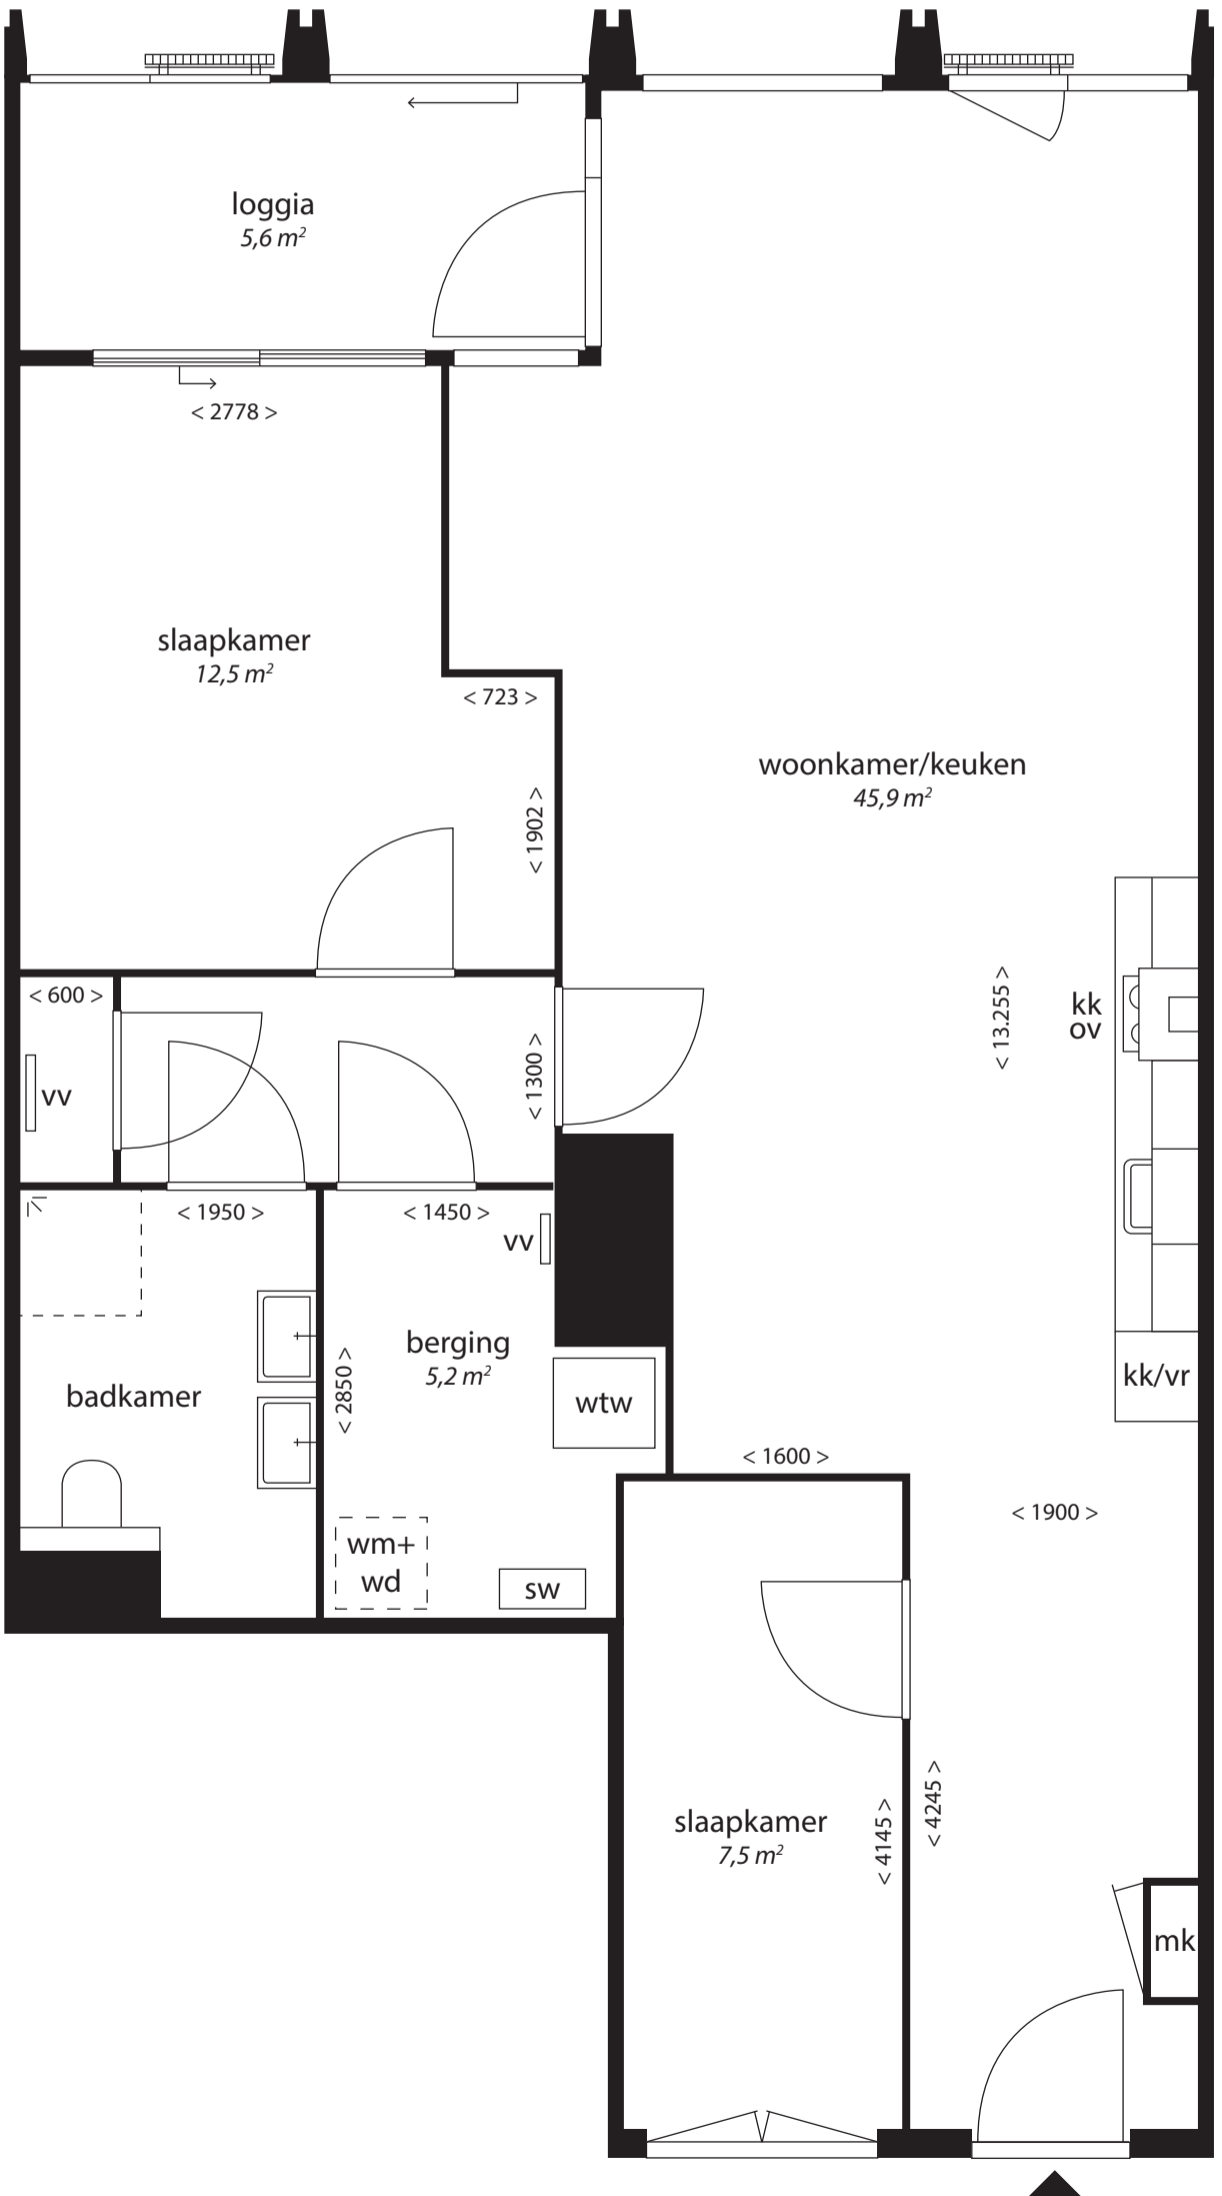 loggia
5,6 m²
< 2778 >
slaapkamer
12,5 m²
< 723 >
woonkamer/keuken
45,9 m²
< 1902 >
< 600 >
< 13.255 >
kk
ov
< 1300 >
vv
< 1950 >
< 1450 >
vv
berging
5,2 m²
< 2850 >
badkamer
wtw
kk/vr
< 1600 >
< 1900 >
wm+
wd
sw
slaapkamer
7,5 m²
< 4145 >
< 4245 >
mk